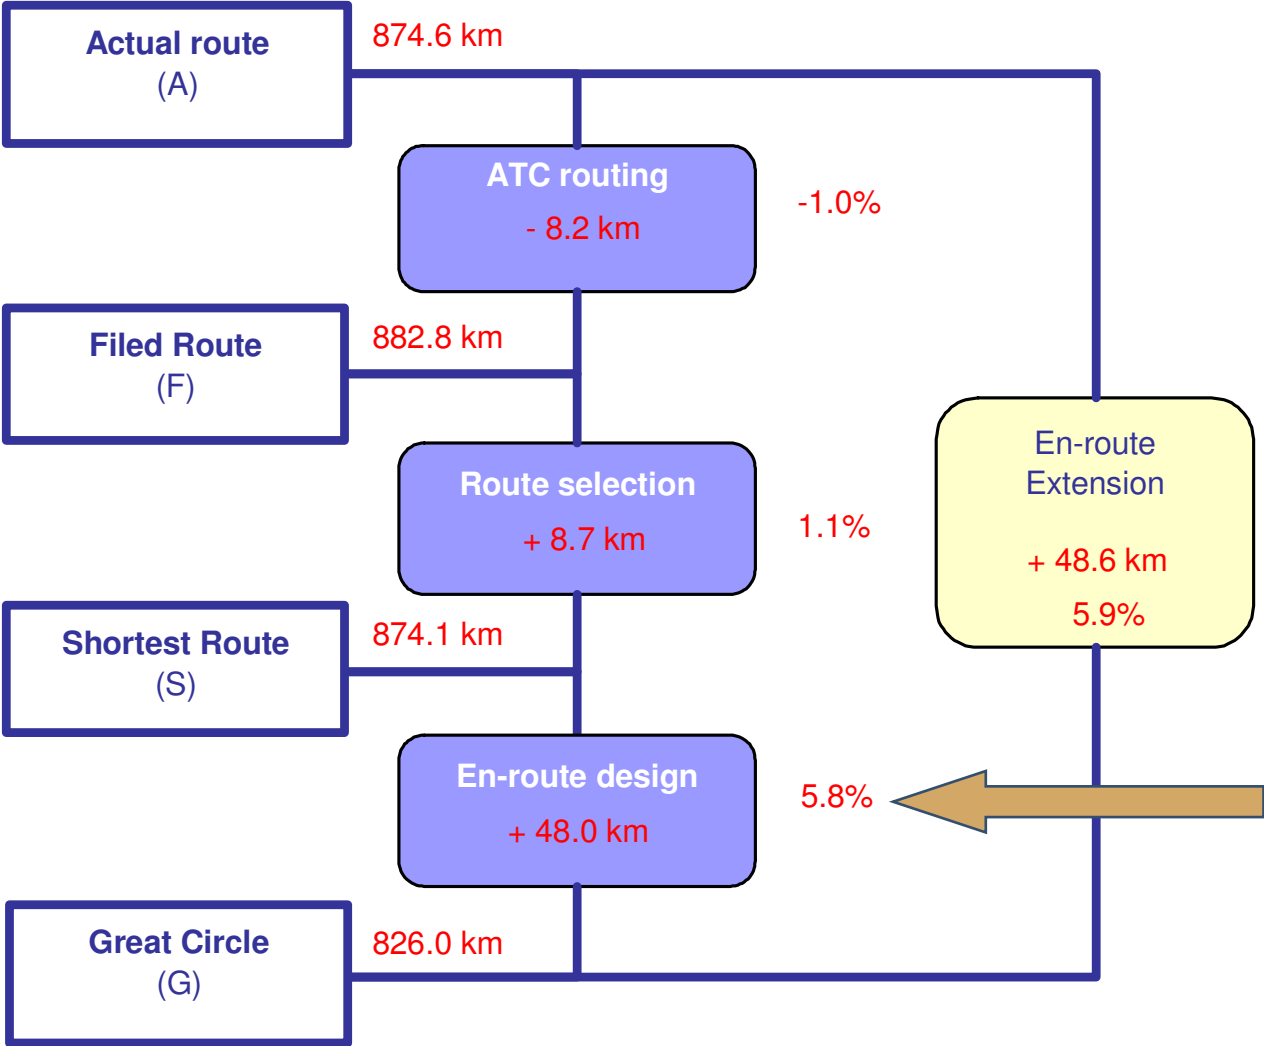 Actual route
(A)
874.6 km
ATC routing
- 8.2 km
-1.0%
Filed Route
(F)
882.8 km
Route selection
+ 8.7 km
1.1%
En-route
Extension
+ 48.6 km
5.9%
Shortest Route
(S)
874.1 km
En-route design
+ 48.0 km
5.8%
Great Circle
(G)
826.0 km